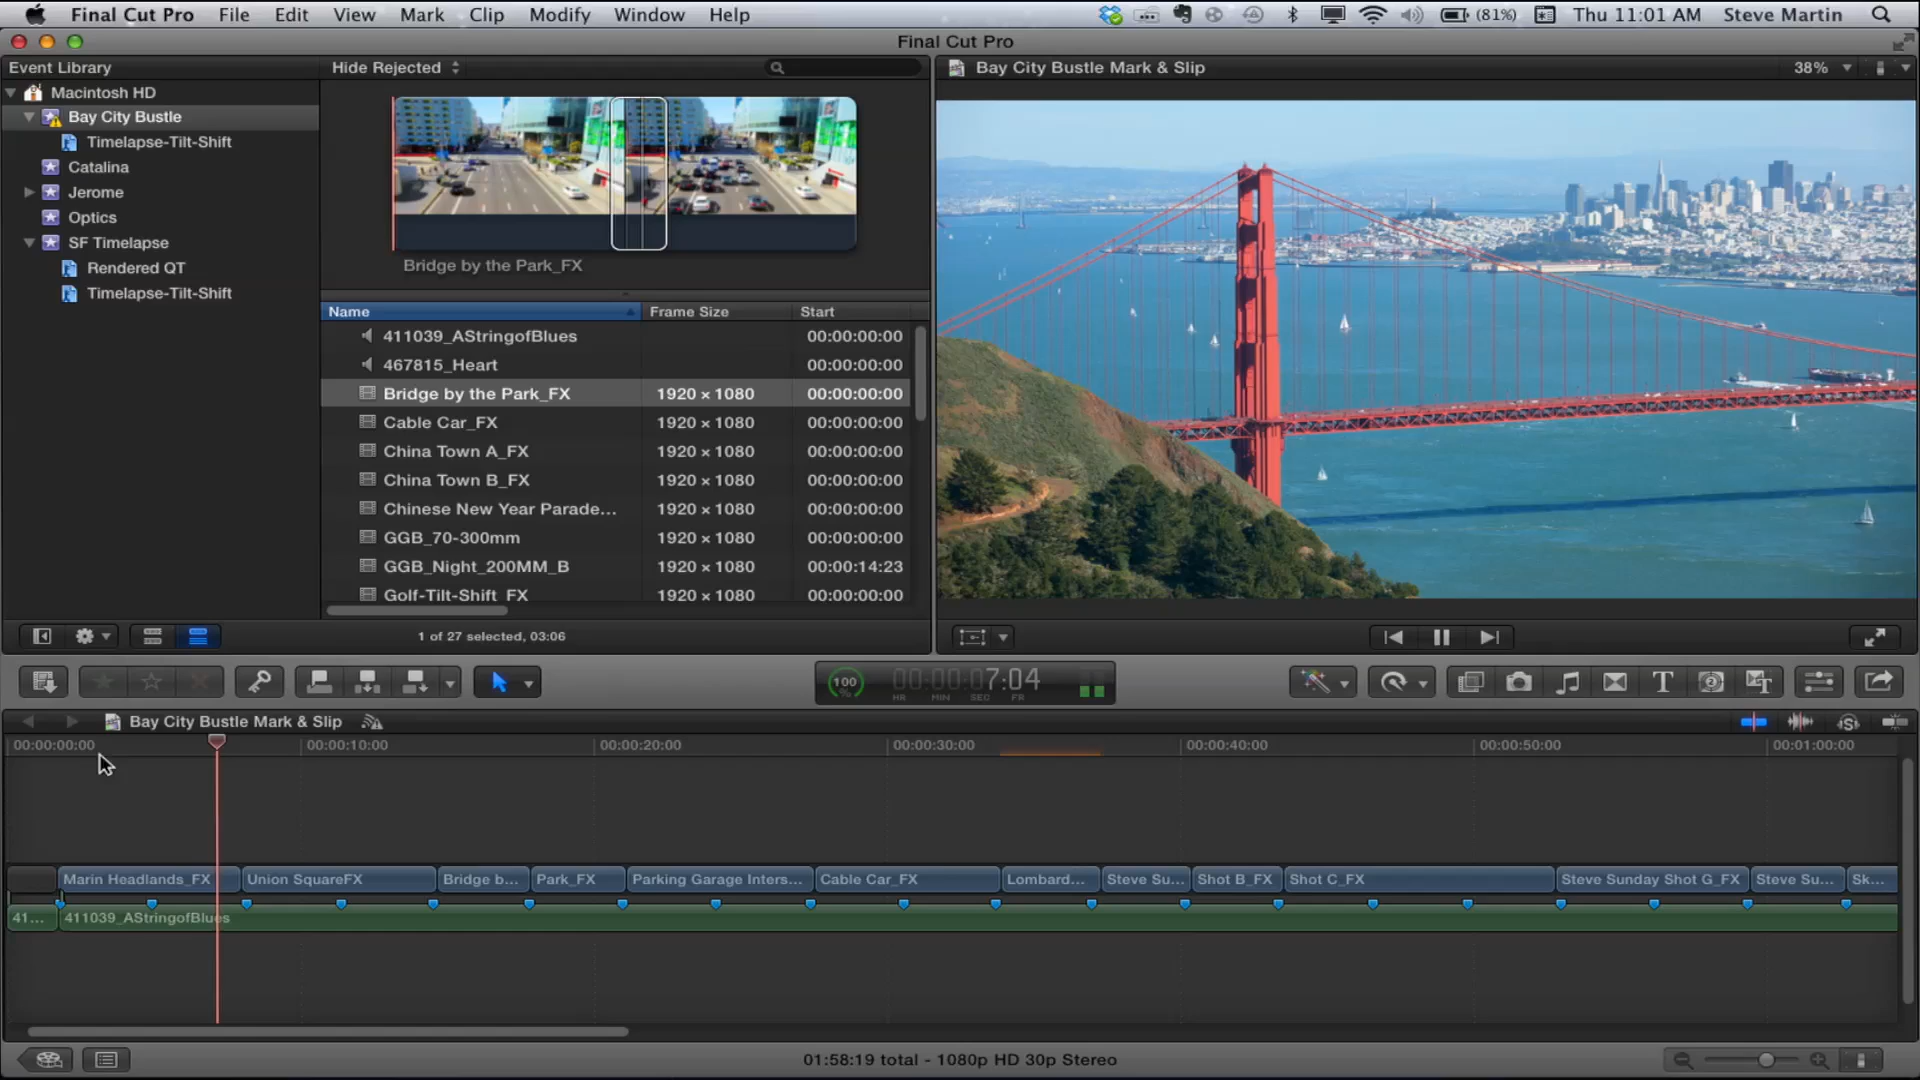 Final Cut Pro File Edit View Mark Clip Modify Window Help (81%) Thu 11:01 AM Steve Martin
Final Cut Pro
Event Library
Macintosh HD
Bay City Bustle
Timelapse-Tilt-Shift
Catalina
Jerome
Optics
SF Timelapse
Rendered QT
Timelapse-Tilt-Shift
Hide Rejected
Bridge by the Park_FX
Name Frame Size Start
411039_AStringofBlues 00:00:00:00
467815_Heart 00:00:00:00
Bridge by the Park_FX 1920 × 1080 00:00:00:00
Cable Car_FX 1920 × 1080 00:00:00:00
China Town A_FX 1920 × 1080 00:00:00:00
China Town B_FX 1920 × 1080 00:00:00:00
Chinese New Year Parade... 1920 × 1080 00:00:00:00
GGB_70-300mm 1920 × 1080 00:00:00:00
GGB_Night_200MM_B 1920 × 1080 00:00:14:23
Golf-Tilt-Shift_FX 1920 × 1080 00:00:00:00
1 of 27 selected, 03:06
Bay City Bustle Mark & Slip 38%
100 % 00:00:07:04
HR MIN SEC FR
Bay City Bustle Mark & Slip
00:00:00:00 00:00:10:00 00:00:20:00 00:00:30:00 00:00:40:00 00:00:50:00 00:01:00:00
Marin Headlands_FX Union SquareFX Bridge b... Park_FX Parking Garage Inters... Cable Car_FX Lombard... Steve Su... Shot B_FX Shot C_FX Steve Sunday Shot G_FX Steve Su... Sk...
41... 411039_AStringofBlues
01:58:19 total - 1080p HD 30p Stereo